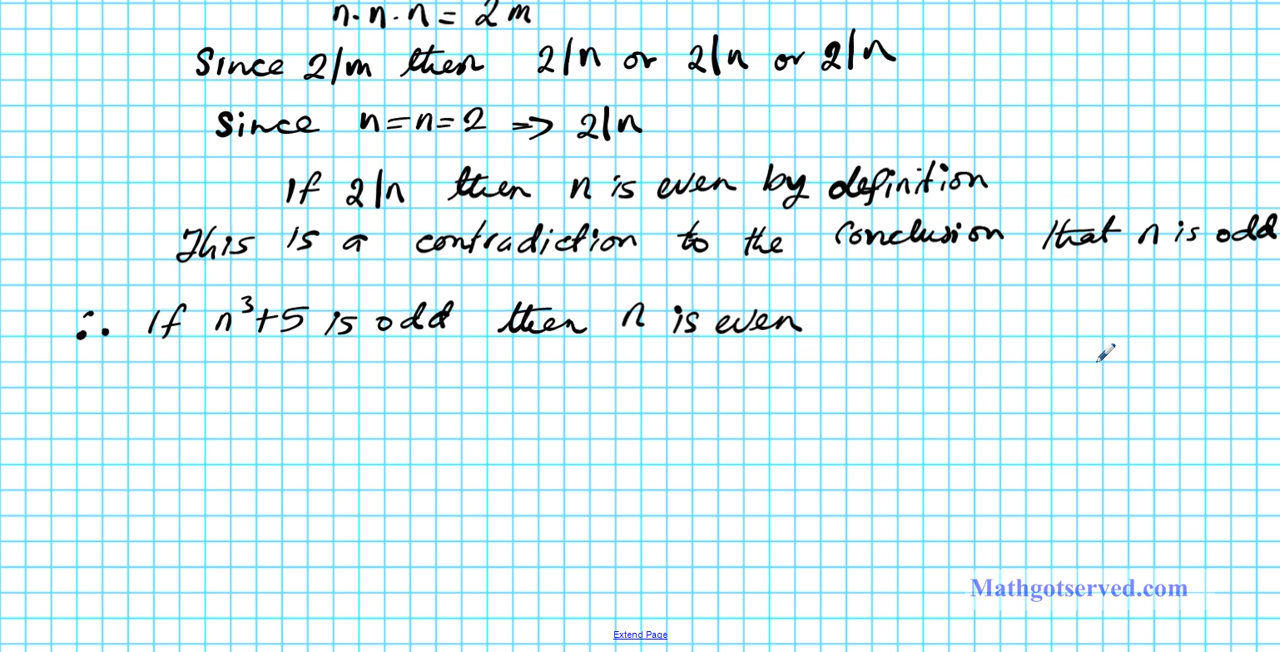 n·n·n = 2m
Since 2/m then 2|n or 2|n or 2|n
Since n=n=2 => 2|n
If 2|n then n is even by definition
This is a contradiction to the conclusion that n is odd
∴ If n³+5 is odd then n is even
Mathgotserved.com
Extend Page